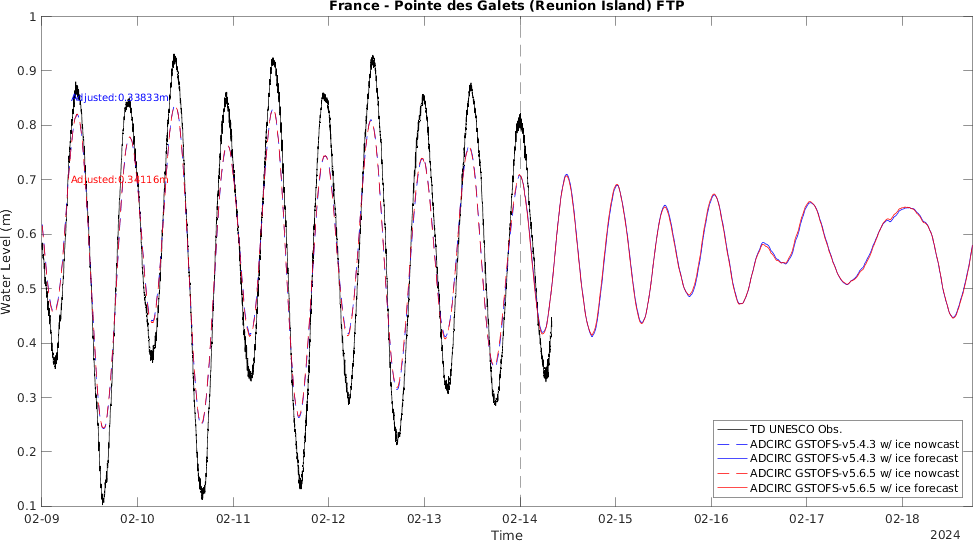 France - Pointe des Galets (Reunion Island) FTP
1
0.9
0.8
0.7
0.6
0.5
0.4
0.3
0.2
0.1
Water Level (m)
Adjusted:0.33833m
Adjusted:0.34116m
TD UNESCO Obs.
ADCIRC GSTOFS-v5.4.3 w/ ice nowcast
ADCIRC GSTOFS-v5.4.3 w/ ice forecast
ADCIRC GSTOFS-v5.6.5 w/ ice nowcast
ADCIRC GSTOFS-v5.6.5 w/ ice forecast
02-09 02-10 02-11 02-12 02-13 02-14 02-15 02-16 02-17 02-18
Time
2024